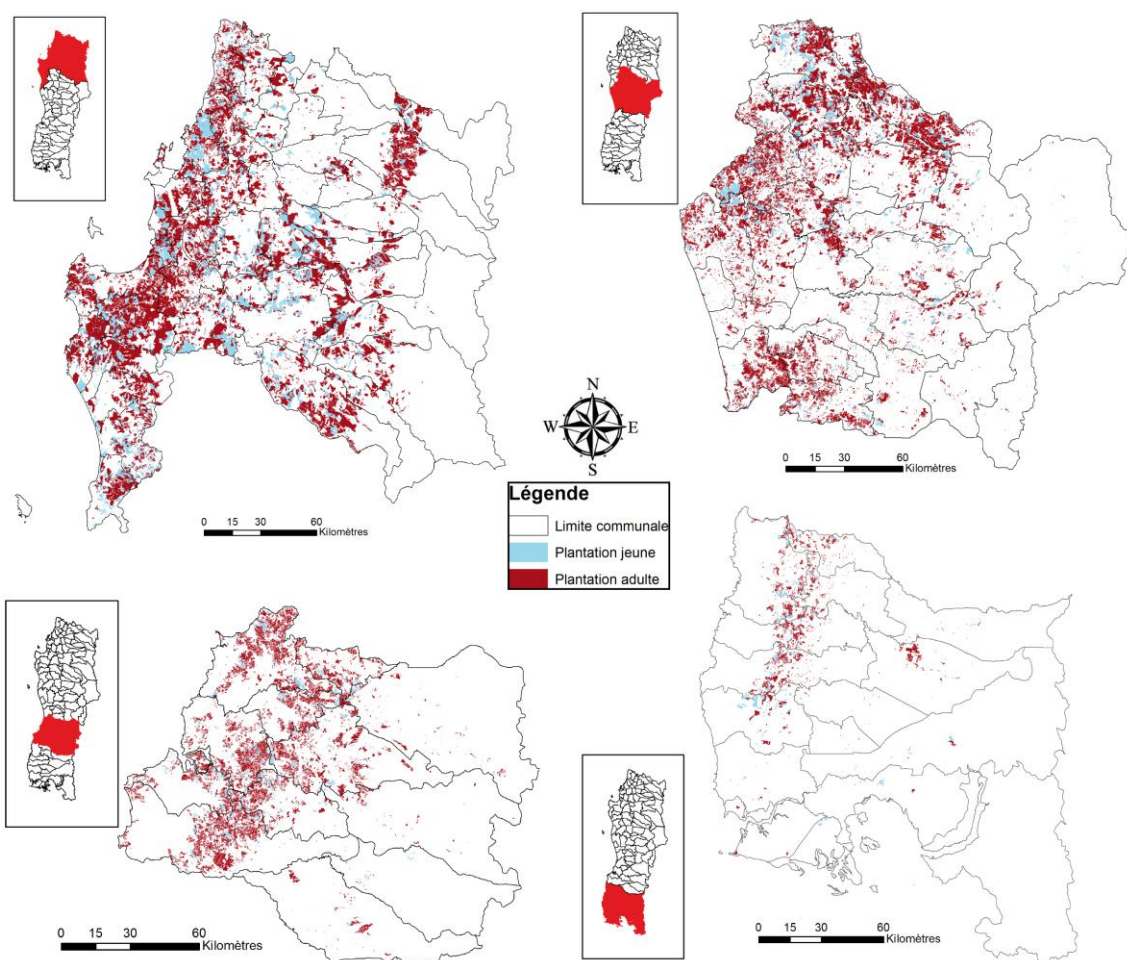 N
W E
S
0 15 30 60
Kilomètres
0 15 30 60
Kilomètres
Légende
Limite communale
Plantation jeune
Plantation adulte
0 15 30 60
Kilomètres
0 15 30 60
Kilomètres